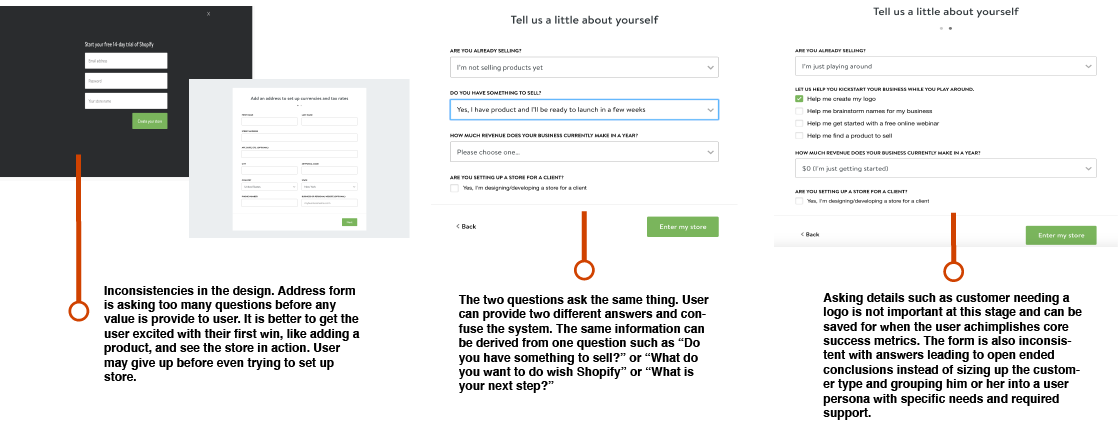 X
Start your free 14-day trial of Shopify
Email address
Password
Your store name
Create your store
Add an address to set up currencies and tax rates
Tell us a little about yourself
ARE YOU ALREADY SELLING?
I'm not selling products yet
DO YOU HAVE SOMETHING TO SELL?
Yes, I have product and I'll be ready to launch in a few weeks
HOW MUCH REVENUE DOES YOUR BUSINESS CURRENTLY MAKE IN A YEAR?
Please choose one...
ARE YOU SETTING UP A STORE FOR A CLIENT?
Yes, I'm designing/developing a store for a client
< Back
Enter my store
Tell us a little about yourself
ARE YOU ALREADY SELLING?
I'm just playing around
LET US HELP YOU KICKSTART YOUR BUSINESS WHILE YOU PLAY AROUND.
Help me create my logo
Help me brainstorm names for my business
Help me get started with a free online webinar
Help me find a product to sell
HOW MUCH REVENUE DOES YOUR BUSINESS CURRENTLY MAKE IN A YEAR?
$0 (I'm just getting started)
ARE YOU SETTING UP A STORE FOR A CLIENT?
Yes, I'm designing/developing a store for a client
< Back
Enter my store
Inconsistencies in the design. Address form
is asking too many questions before any
value is provide to user. It is better to get the
user excited with their first win, like adding a
product, and see the store in action. User
may give up before even trying to set up
store.
The two questions ask the same thing. User
can provide two different answers and con-
fuse the system. The same information can
be derived from one question such as “Do
you have something to sell?” or “What do
you want to do wish Shopify” or “What is
your next step?”
Asking details such as customer needing a
logo is not important at this stage and can be
saved for when the user achimplishes core
success metrics. The form is also inconsis-
tent with answers leading to open ended
conclusions instead of sizing up the custom-
er type and grouping him or her into a user
persona with specific needs and required
support.